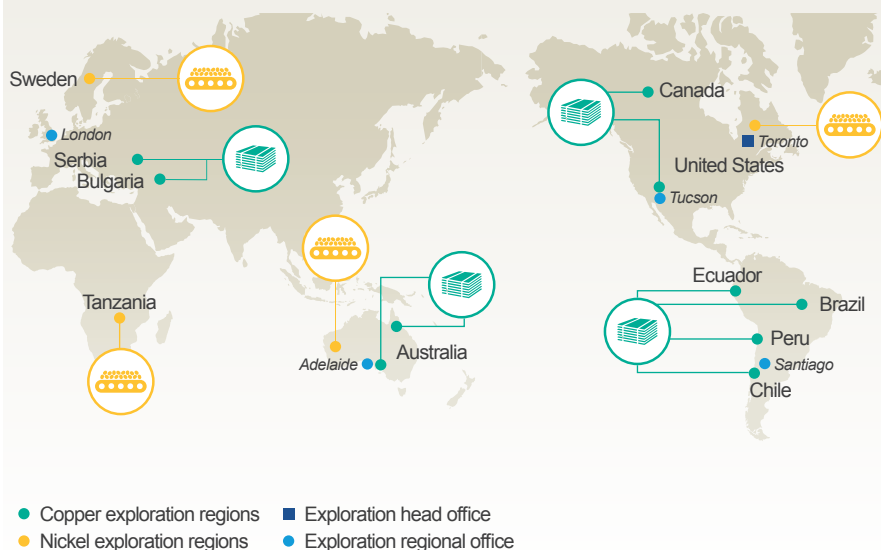 Sweden
London
Serbia
Bulgaria
Tanzania
Adelaide
Australia
Canada
Toronto
United States
Tucson
Ecuador
Brazil
Peru
Santiago
Chile
Copper exploration regions
Exploration head office
Nickel exploration regions
Exploration regional office